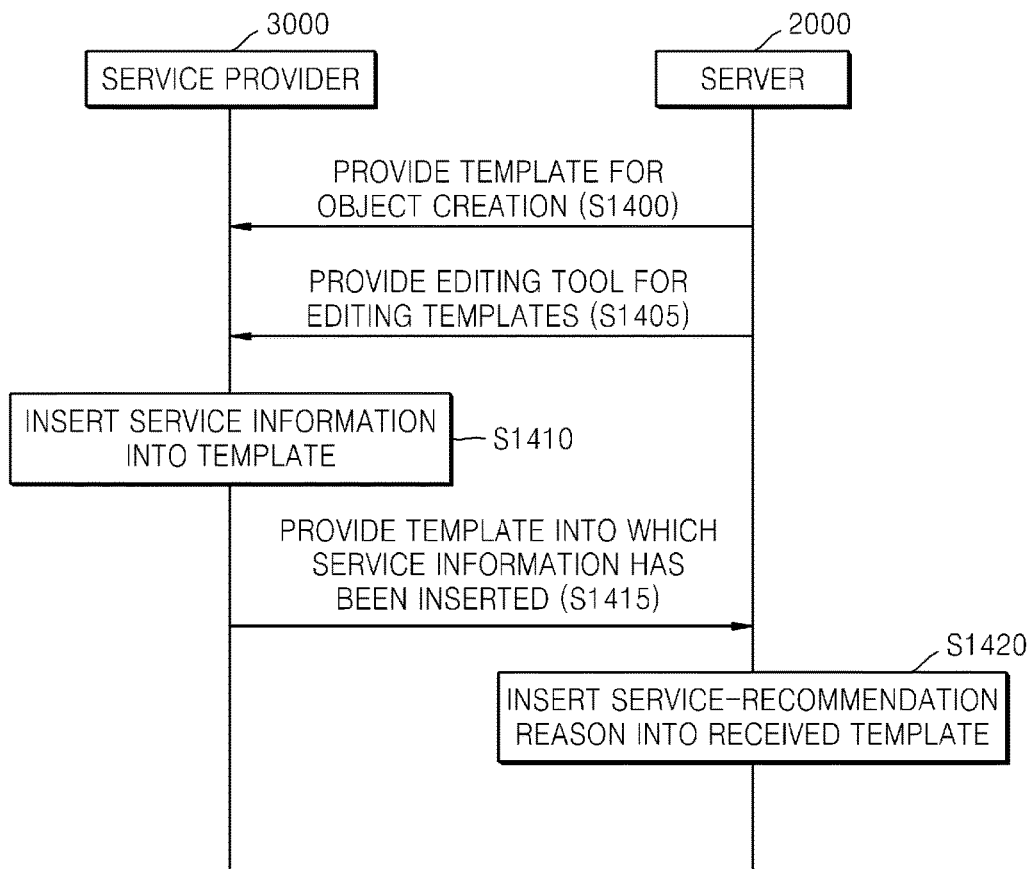 3000
2000
SERVICE PROVIDER
SERVER
PROVIDE TEMPLATE FOR
OBJECT CREATION (S1400)
PROVIDE EDITING TOOL FOR
EDITING TEMPLATES (S1405)
INSERT SERVICE INFORMATION
INTO TEMPLATE
S1410
PROVIDE TEMPLATE INTO WHICH
SERVICE INFORMATION HAS
BEEN INSERTED (S1415)
S1420
INSERT SERVICE-RECOMMENDATION
REASON INTO RECEIVED TEMPLATE